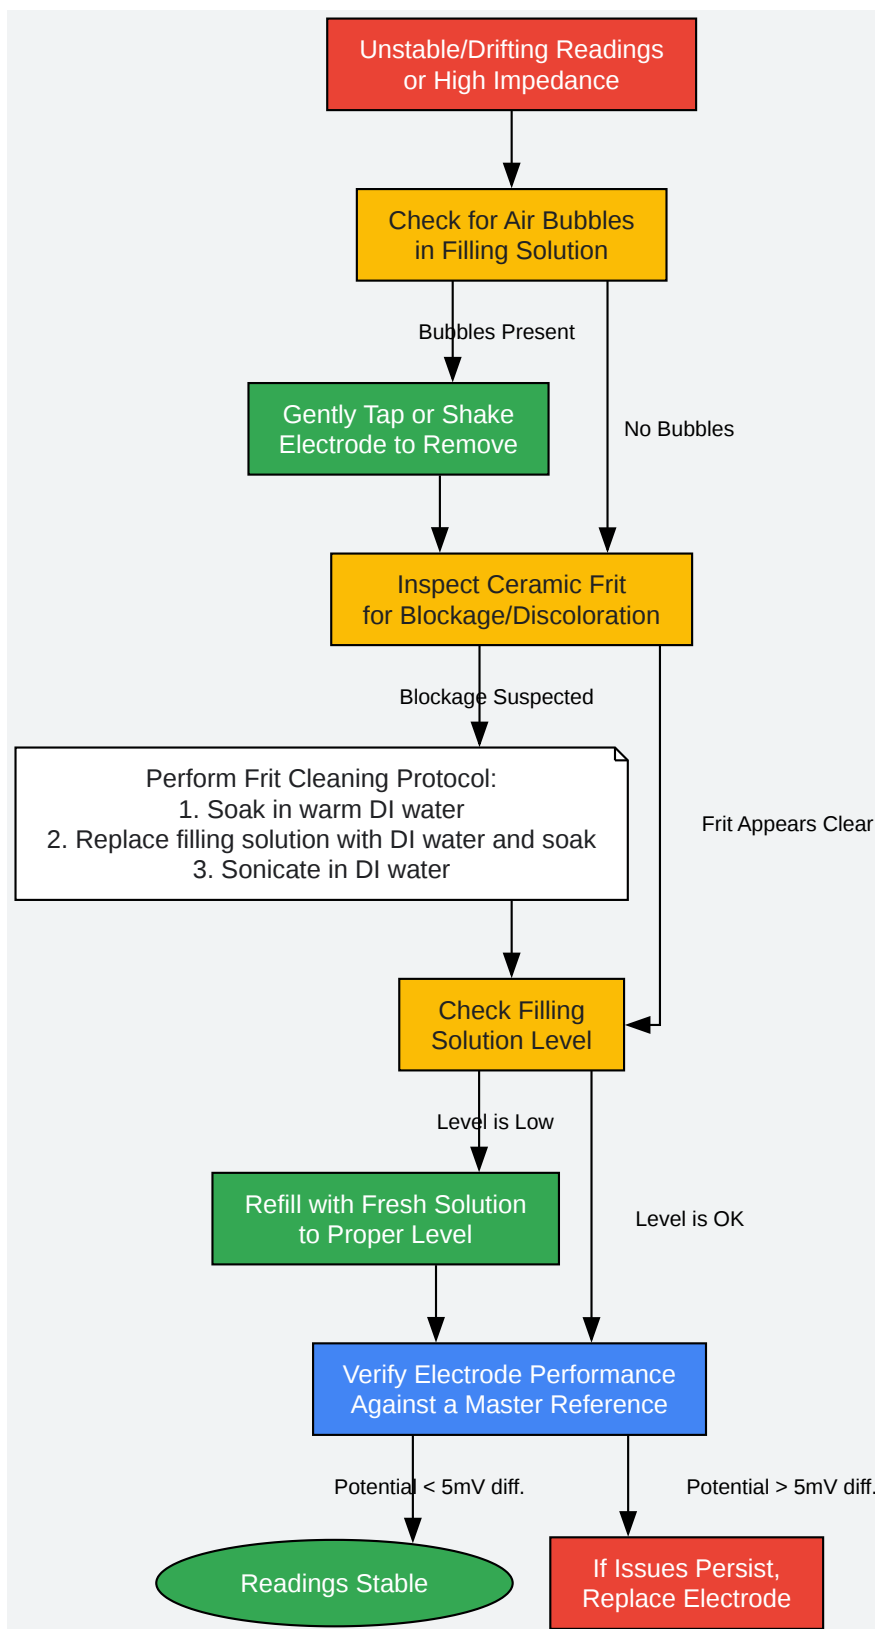 Unstable/Drifting Readings
or High Impedance
Check for Air Bubbles
in Filling Solution
Bubbles Present
Gently Tap or Shake
Electrode to Remove
No Bubbles
Inspect Ceramic Frit
for Blockage/Discoloration
Blockage Suspected
Perform Frit Cleaning Protocol:
1. Soak in warm DI water
2. Replace filling solution with DI water and soak
3. Sonicate in DI water
Frit Appears Clear
Check Filling
Solution Level
Level is Low
Refill with Fresh Solution
to Proper Level
Level is OK
Verify Electrode Performance
Against a Master Reference
Potential < 5mV diff.
Potential > 5mV diff.
Readings Stable
If Issues Persist,
Replace Electrode